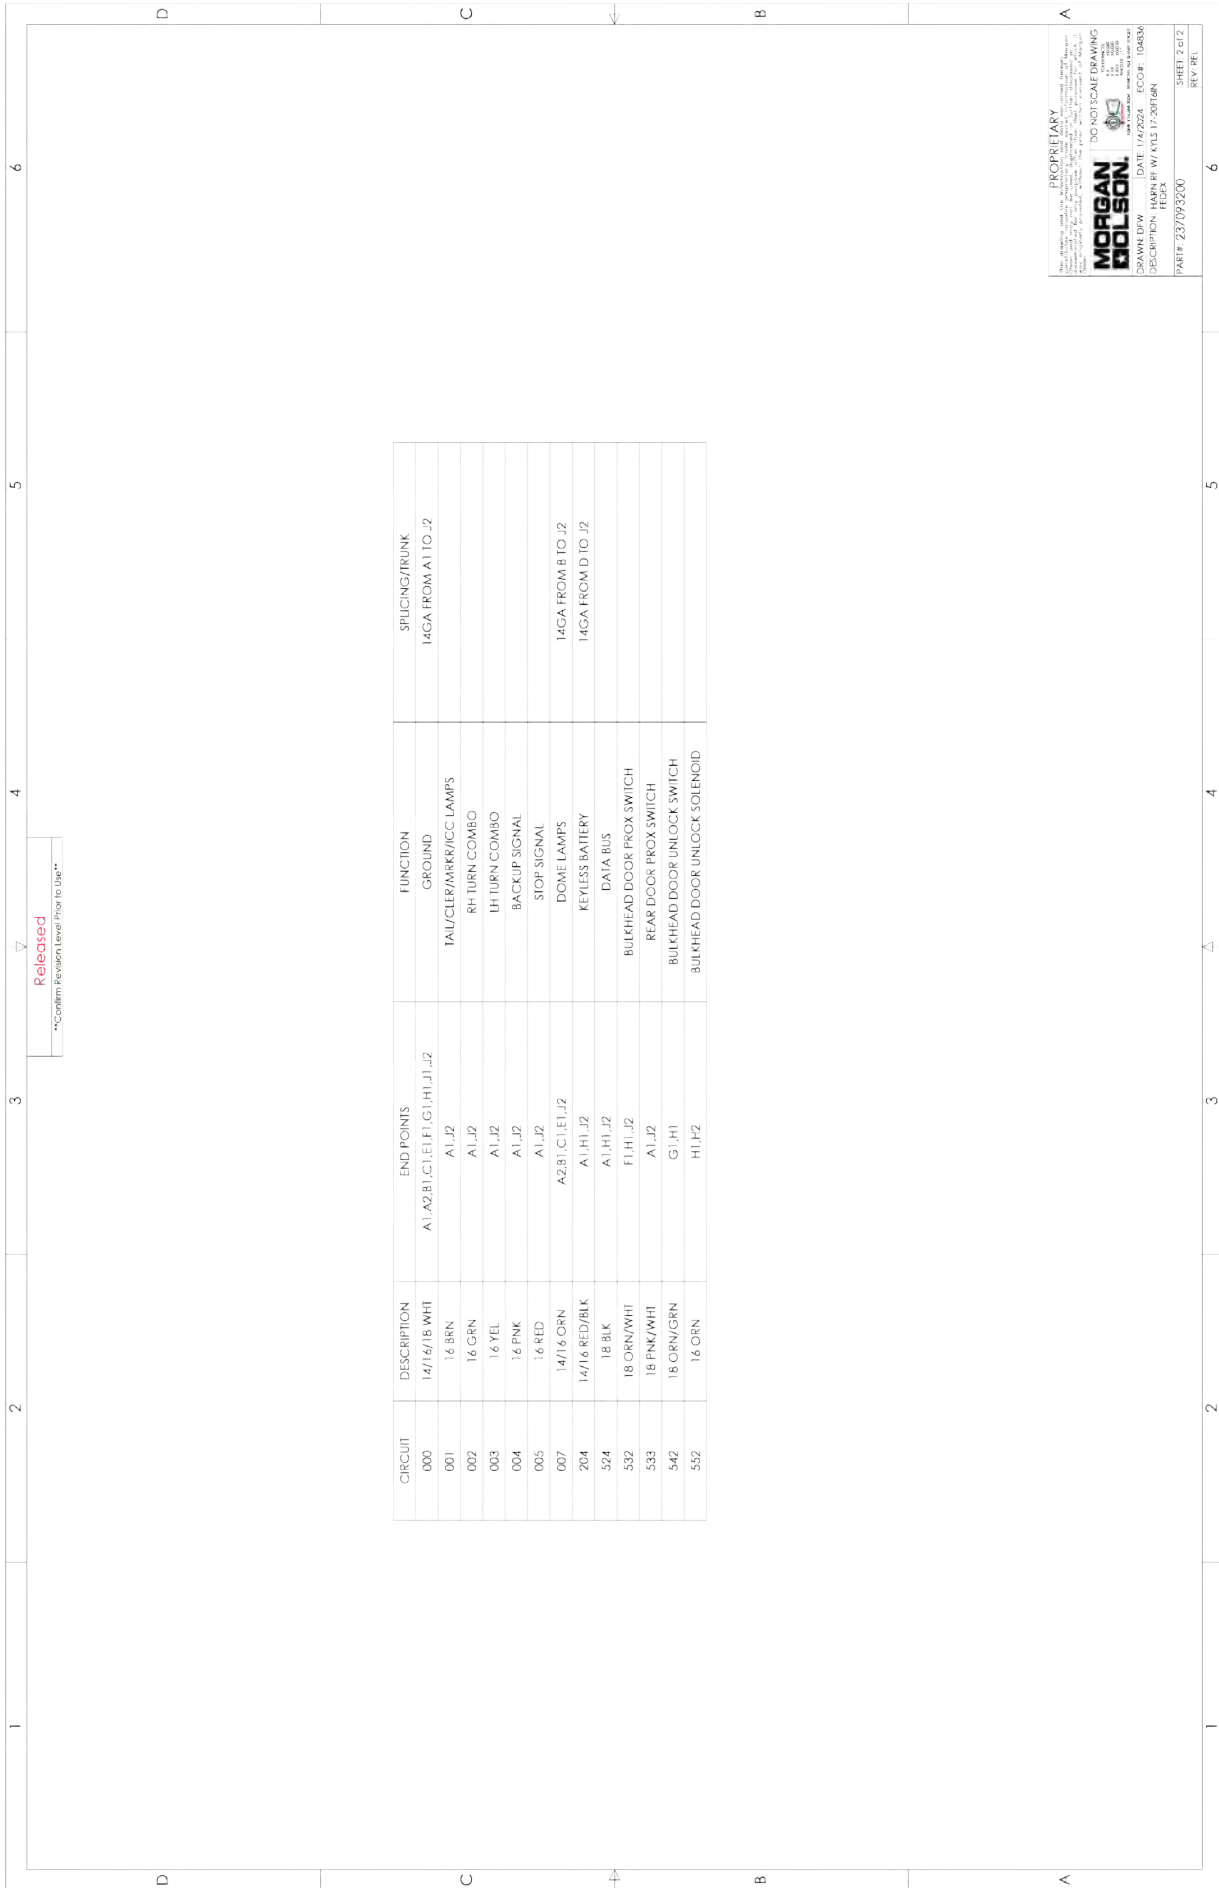 1 2 3 4 5 6
Released
**Confirm Revision Level Prior to Use**
D
C
B
A
CIRCUIT DESCRIPTION END POINTS FUNCTION SPLICING/TRUNK
000 14/16/18 WHT A1,A2,B1,C1,E1,F1,G1,H1,J1,J2 GROUND 14GA FROM A1 TO J2
001 16 BRN A1,J2 TAIL/CLER/MRKR/ICC LAMPS
002 16 GRN A1,J2 RH TURN COMBO
003 16 YEL A1,J2 LH TURN COMBO
004 16 PNK A1,J2 BACKUP SIGNAL
005 16 RED A1,J2 STOP SIGNAL
007 14/16 ORN A2,B1,C1,E1,J2 DOME LAMPS 14GA FROM B TO J2
204 14/16 RED/BLK A1,H1,J2 KEYLESS BATTERY 14GA FROM D TO J2
524 18 BLK A1,H1,J2 DATA BUS
532 18 ORN/WHT F1,H1,J2 BULKHEAD DOOR PROX SWITCH
533 18 PNK/WHT A1,J2 REAR DOOR PROX SWITCH
542 18 ORN/GRN G1,H1 BULKHEAD DOOR UNLOCK SWITCH
552 16 ORN H1,H2 BULKHEAD DOOR UNLOCK SOLENOID
D
C
B
A
PROPRIETARY
MORGAN OLSON.
DO NOT SCALE DRAWING
DRAWN: DFW DATE: 1/4/2024 ECO#: 104836
DESCRIPTION: HARN RF W/ KYLS 17-20FT6IN
FEDEX
PART#: 237093200 SHEET: 2 of 2
REV: REL
1 2 3 4 5 6